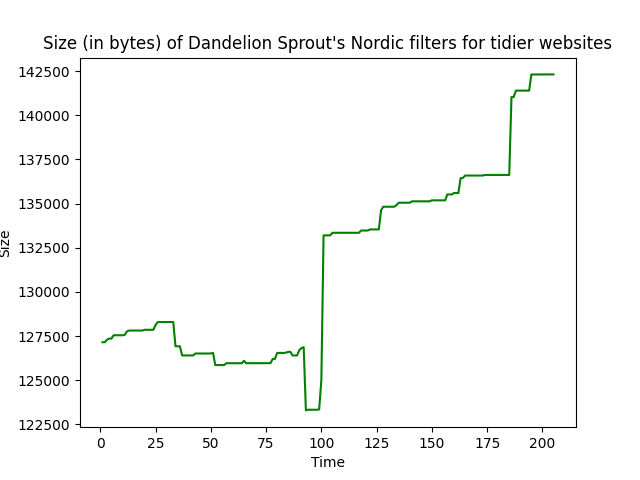 Size (in bytes) of Dandelion Sprout's Nordic filters for tidier websites
142500
140000
137500
135000
132500
130000
127500
125000
122500
Size
0 25 50 75 100 125 150 175 200
Time